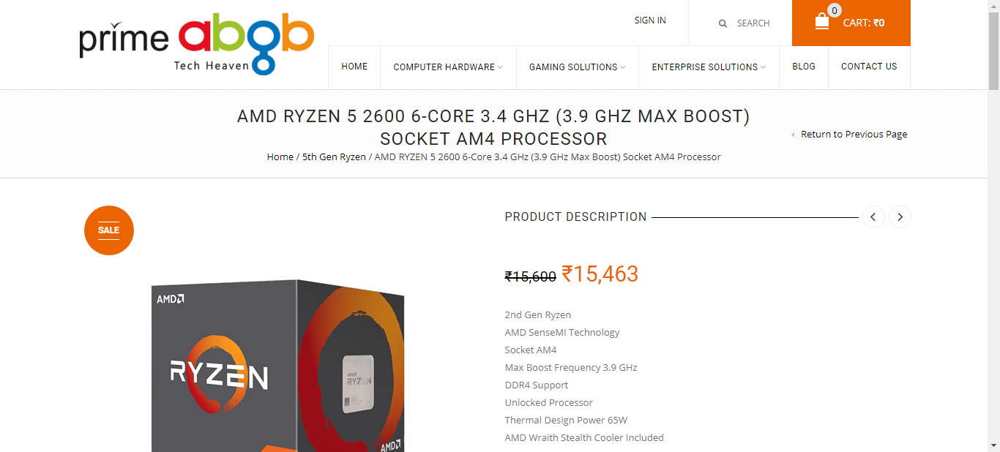 prime abgb
Tech Heaven
SIGN IN
SEARCH
0
CART: ₹0
HOME
COMPUTER HARDWARE
GAMING SOLUTIONS
ENTERPRISE SOLUTIONS
BLOG
CONTACT US
AMD RYZEN 5 2600 6-CORE 3.4 GHZ (3.9 GHZ MAX BOOST)
SOCKET AM4 PROCESSOR
‹ Return to Previous Page
Home / 5th Gen Ryzen / AMD RYZEN 5 2600 6-Core 3.4 GHz (3.9 GHz Max Boost) Socket AM4 Processor
SALE
PRODUCT DESCRIPTION
₹15,600 ₹15,463
2nd Gen Ryzen
AMD SenseMI Technology
Socket AM4
Max Boost Frequency 3.9 GHz
DDR4 Support
Unlocked Processor
Thermal Design Power 65W
AMD Wraith Stealth Cooler Included
AMD
RYZEN
AMD
RYZEN
AMD